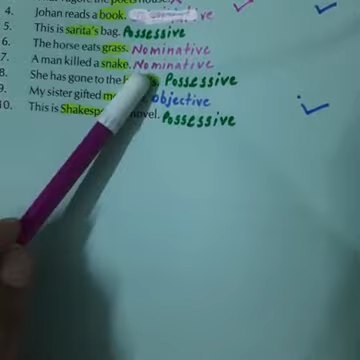 4. Johan reads a book.
5. This is sarita's bag. Possessive
6. The horse eats grass. Nominative
7. A man killed a snake. Nominative
8. She has gone to the Possessive
9. My sister gifted objective
10. This is novel. Possessive